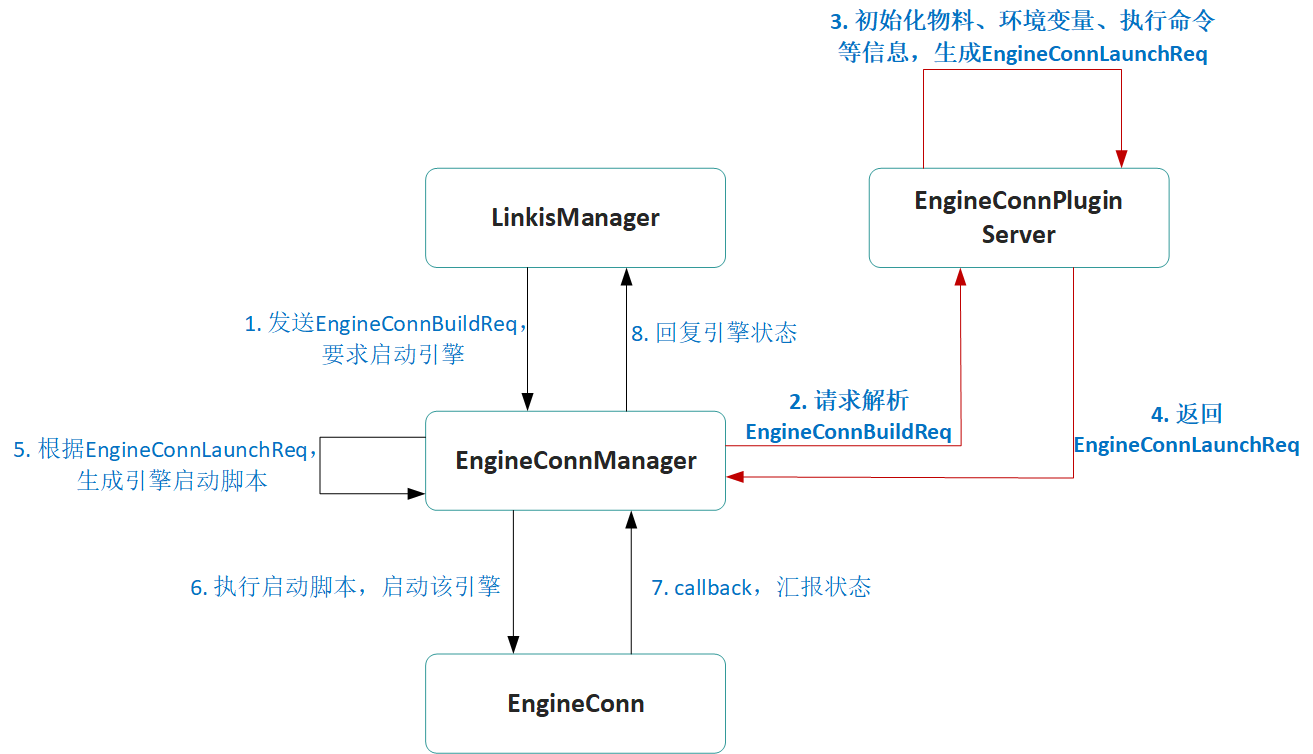 3. 初始化物料、环境变量、执行命令
等信息，生成EngineConnLaunchReq
LinkisManager
EngineConnPlugin
Server
1. 发送EngineConnBuildReq，
要求启动引擎
8. 回复引擎状态
2. 请求解析
EngineConnBuildReq
4. 返回
EngineConnLaunchReq
5. 根据EngineConnLaunchReq，
生成引擎启动脚本
EngineConnManager
6. 执行启动脚本，启动该引擎
7. callback，汇报状态
EngineConn